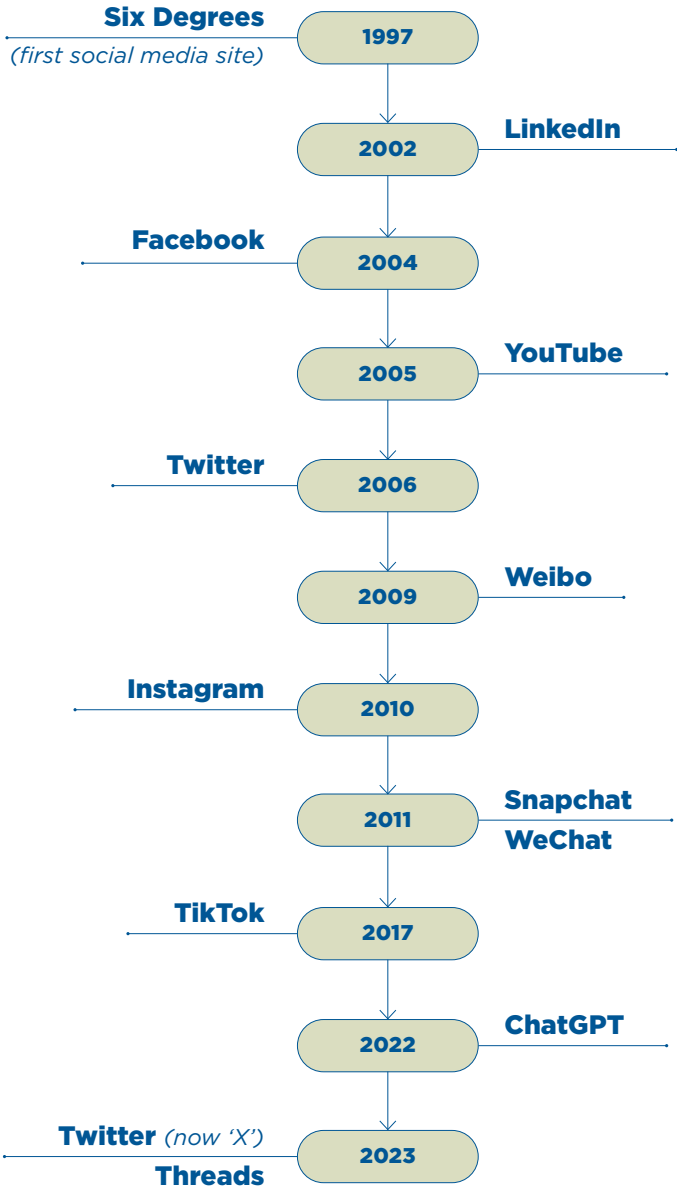 Six Degrees
(first social media site)
1997
2002
LinkedIn
Facebook
2004
2005
YouTube
Twitter
2006
2009
Weibo
Instagram
2010
2011
Snapchat
WeChat
TikTok
2017
2022
ChatGPT
Twitter (now ‘X’)
Threads
2023